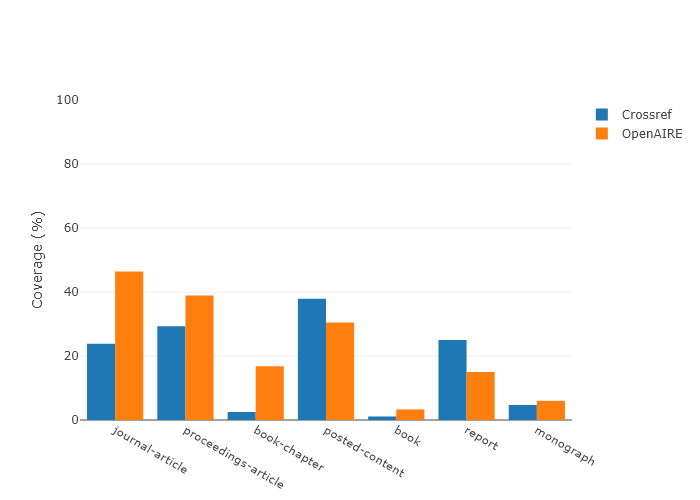 100
80
60
40
20
0
Coverage (%)
journal-article
proceedings-article
book-chapter
posted-content
book
report
monograph
Crossref
OpenAIRE